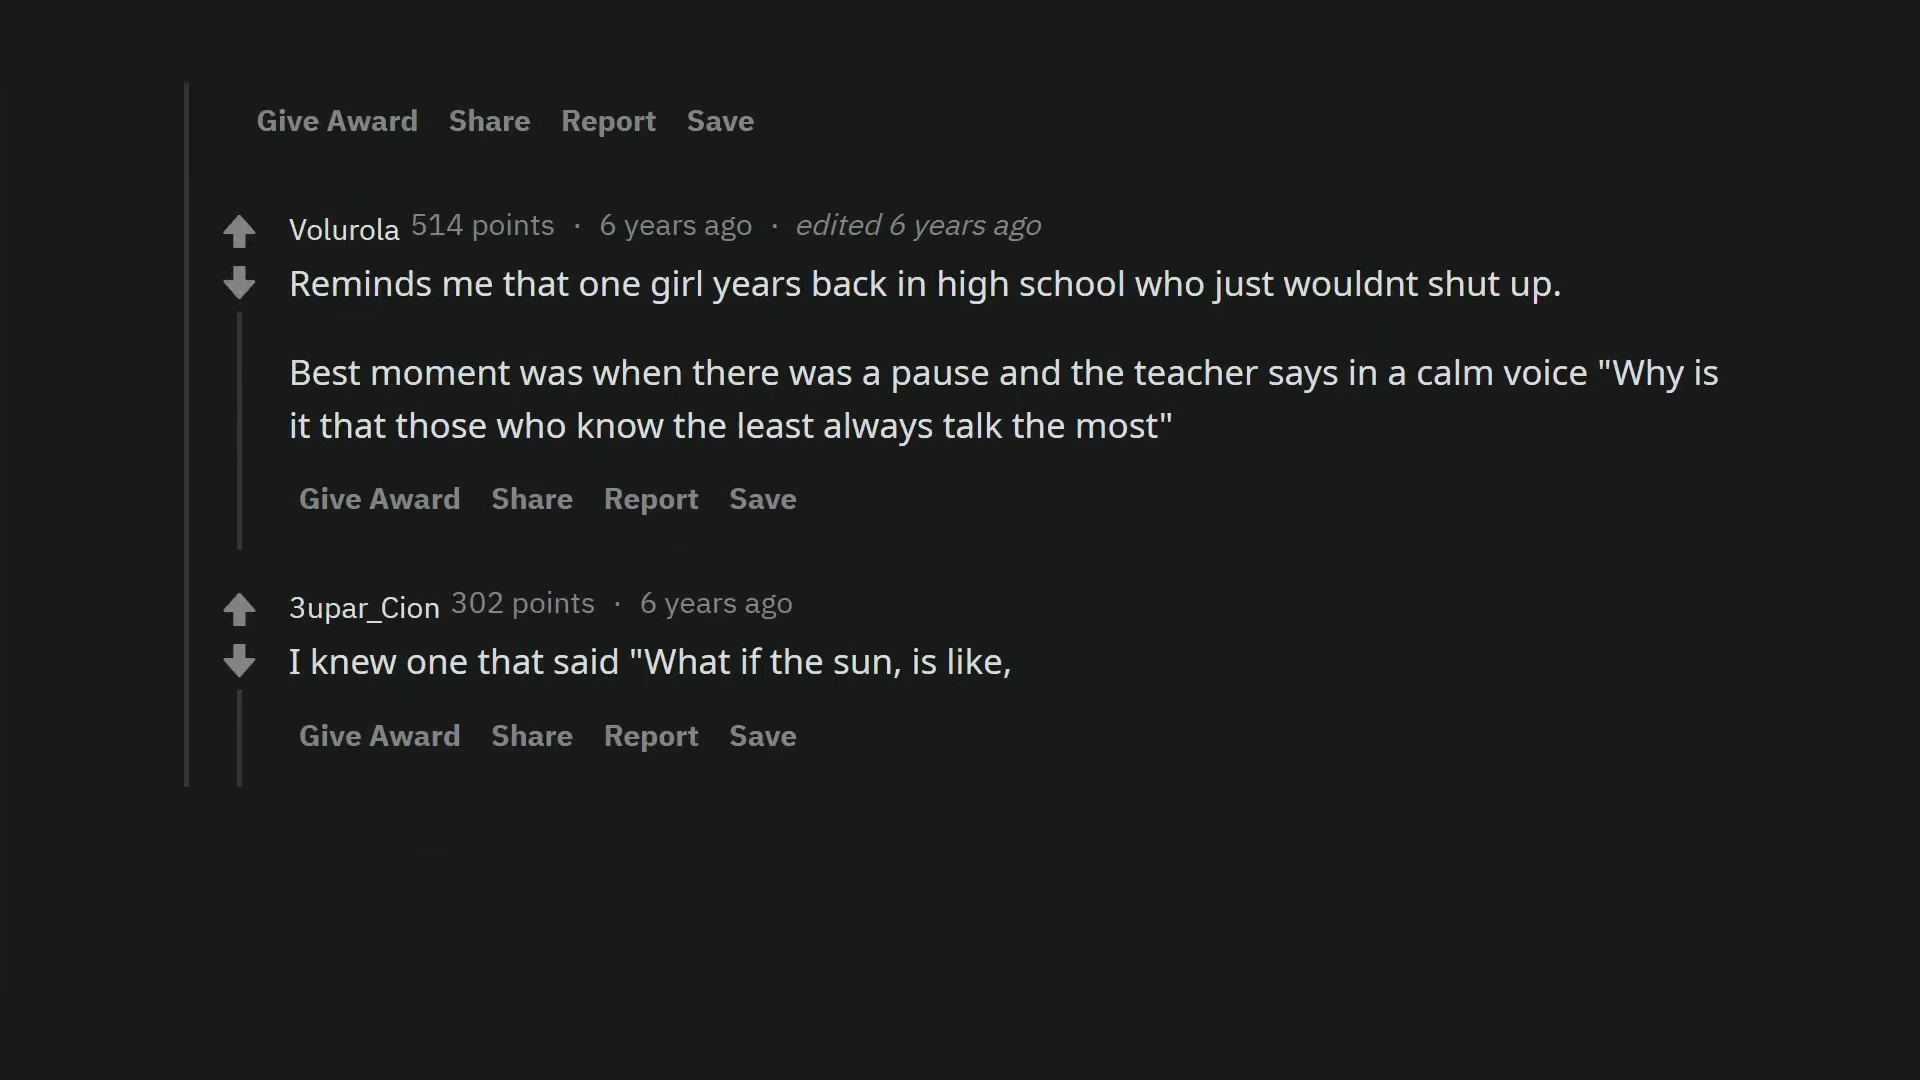 Give Award Share Report Save
Volurola 514 points · 6 years ago · edited 6 years ago
Reminds me that one girl years back in high school who just wouldnt shut up.
Best moment was when there was a pause and the teacher says in a calm voice "Why is
it that those who know the least always talk the most"
Give Award Share Report Save
3upar_Cion 302 points · 6 years ago
I knew one that said "What if the sun, is like,
Give Award Share Report Save